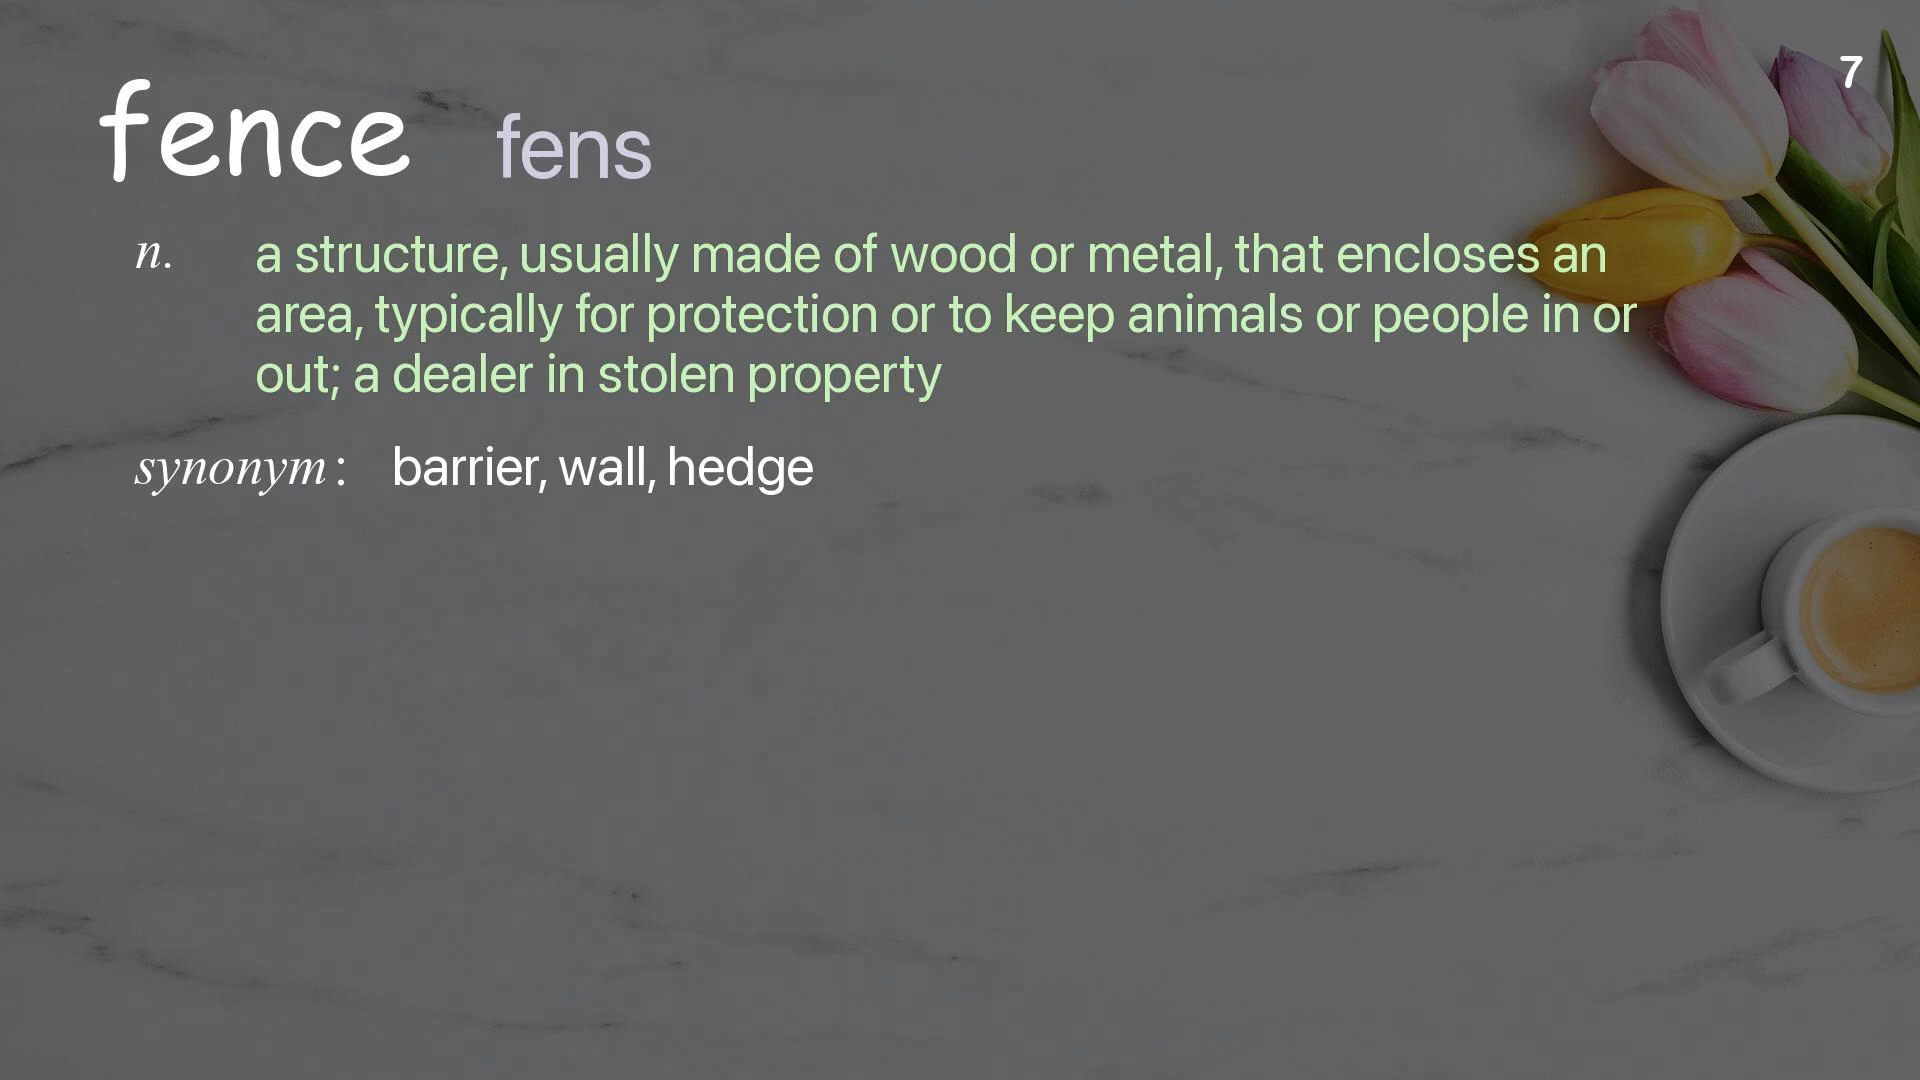 7
fence fens
n. a structure, usually made of wood or metal, that encloses an
area, typically for protection or to keep animals or people in or
out; a dealer in stolen property
synonym : barrier, wall, hedge